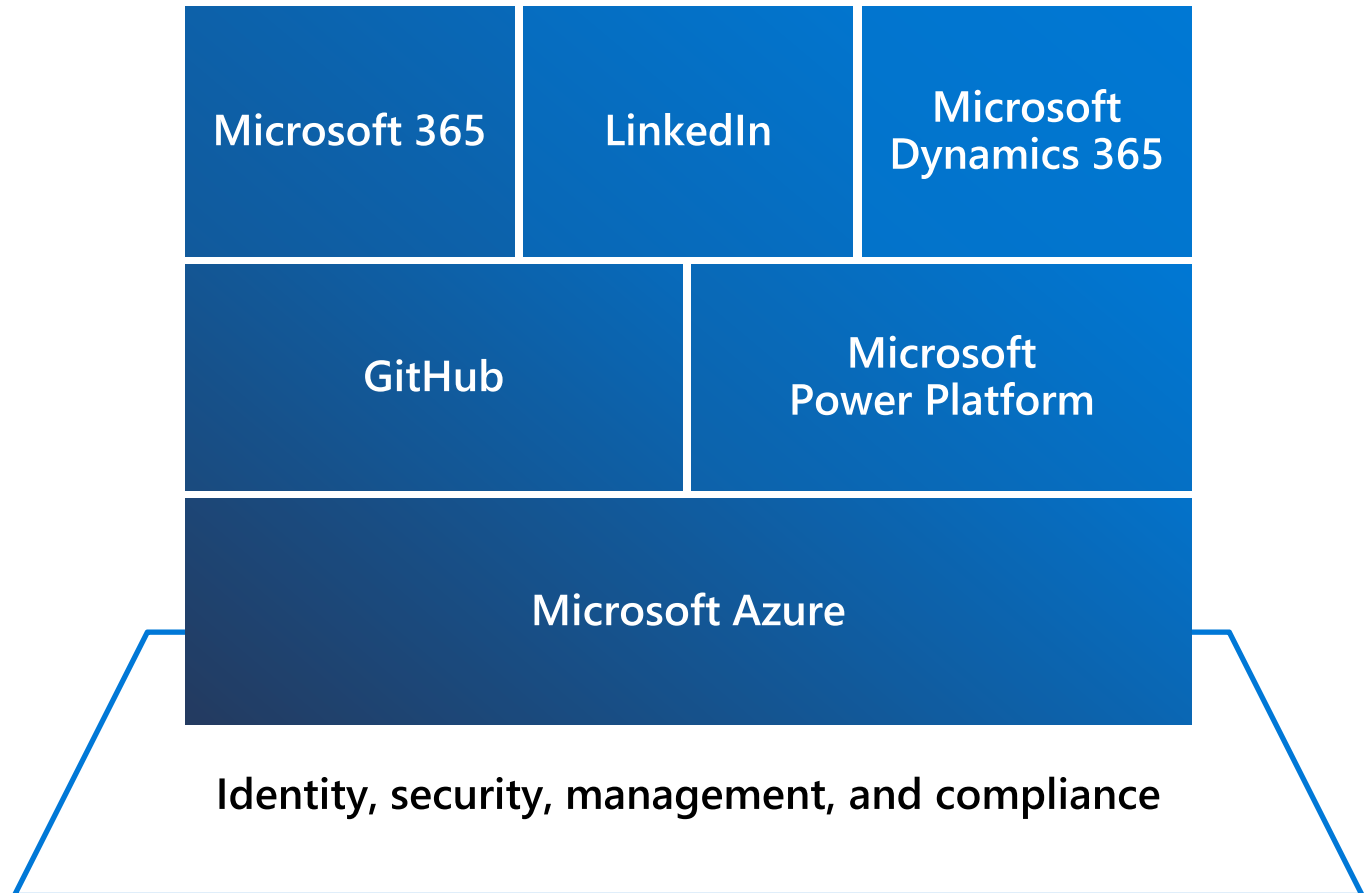 Microsoft 365
LinkedIn
Microsoft
Dynamics 365
GitHub
Microsoft
Power Platform
Microsoft Azure
Identity, security, management, and compliance